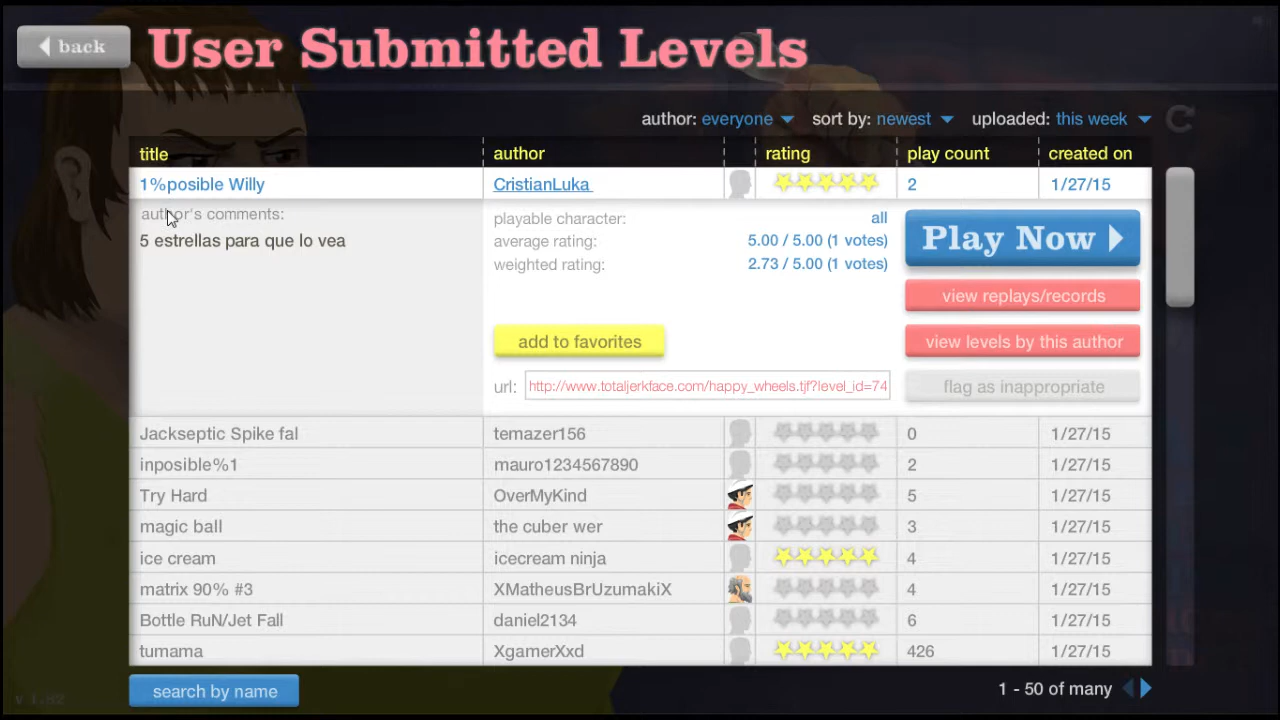 back
User Submitted Levels
author: everyone sort by: newest uploaded: this week
title author rating play count created on
1%posible Willy CristianLuka 2 1/27/15
author's comments:
5 estrellas para que lo vea
playable character: all
average rating: 5.00 / 5.00 (1 votes)
weighted rating: 2.73 / 5.00 (1 votes)
Play Now
view replays/records
add to favorites
view levels by this author
url: http://www.totaljerkface.com/happy_wheels.tjf?level_id=74
flag as inappropriate
Jackseptic Spike fal temazer156 0 1/27/15
inposible%1 mauro1234567890 2 1/27/15
Try Hard OverMyKind 5 1/27/15
magic ball the cuber wer 3 1/27/15
ice cream icecream ninja 4 1/27/15
matrix 90% #3 XMatheusBrUzumakiX 4 1/27/15
Bottle RuN/Jet Fall daniel2134 6 1/27/15
tumama XgamerXxd 426 1/27/15
search by name
1 - 50 of many
v 1.82